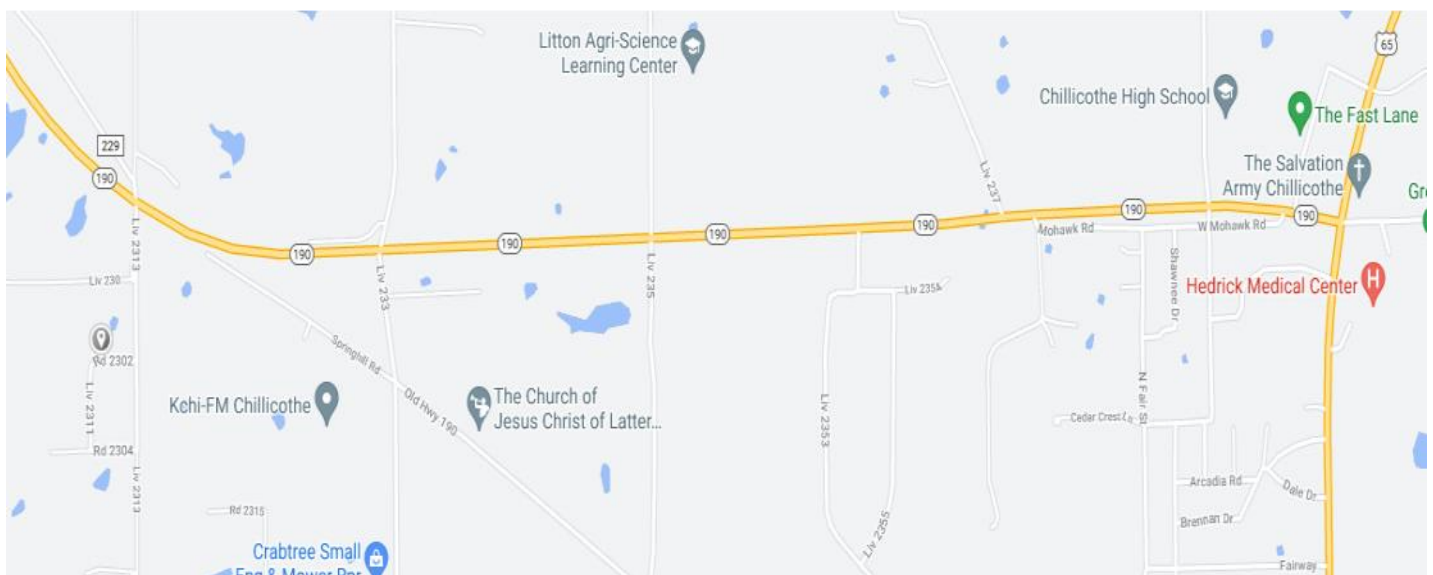 65
Litton Agri-Science
Learning Center
Chillicothe High School
The Fast Lane
229
190
The Salvation
Army Chillicothe
Gr
Liv 237
190
190
190
190
190
190
Mohawk Rd
W Mohawk Rd
Liv 2313
Liv 233
Liv 235
Shawnee Dr
Liv 230
Liv 235A
Hedrick Medical Center
H
Rd 2302
Springhill Rd
Liv 2311
Kchi-FM Chillicothe
Old Hwy 190
The Church of
Jesus Christ of Latter...
Liv 2353
N Fair St
Cedar Crest Ln
Rd 2304
Liv 2313
Arcadia Rd
Dale Dr
Rd 2315
Brennan Dr
Liv 2355
Crabtree Small
Eng & Mower Rpr
Fairway